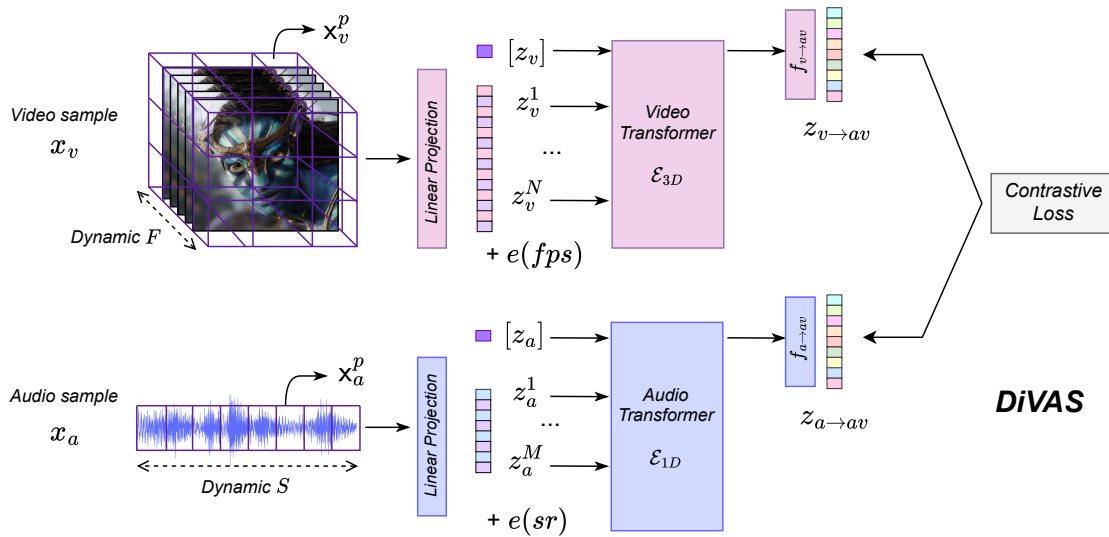 x_v^p
Video sample
x_v
Dynamic F
Linear Projection
[z_v]
z_v^1
...
z_v^N
+ e(fps)
Video
Transformer
ℰ_{3D}
f_{v→av}
z_{v→av}
Contrastive
Loss
x_a^p
Audio sample
x_a
Dynamic S
Linear Projection
[z_a]
z_a^1
...
z_a^M
+ e(sr)
Audio
Transformer
ℰ_{1D}
f_{a→av}
z_{a→av}
DiVAS